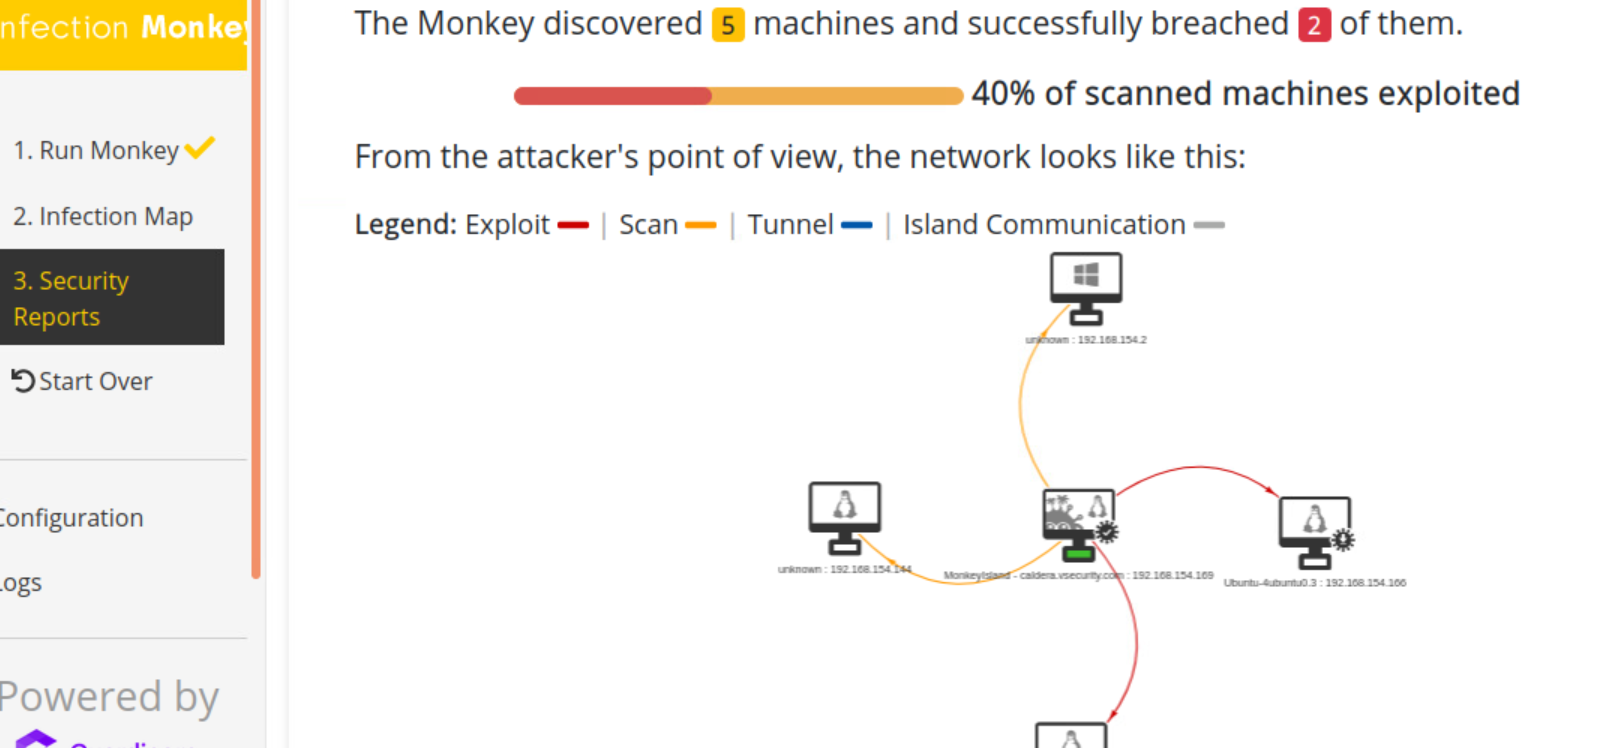 nfection Monkey
1. Run Monkey
2. Infection Map
3. Security
Reports
Start Over
Configuration
Logs
Powered by
The Monkey discovered 5 machines and successfully breached 2 of them.
40% of scanned machines exploited
From the attacker's point of view, the network looks like this:
Legend: Exploit | Scan | Tunnel | Island Communication
unknown : 192.168.154.2
unknown : 192.168.154.144
MonkeyIsland - caldera.vsecurity.com : 192.168.154.169
Ubuntu-4ubuntu0.3 : 192.168.154.166